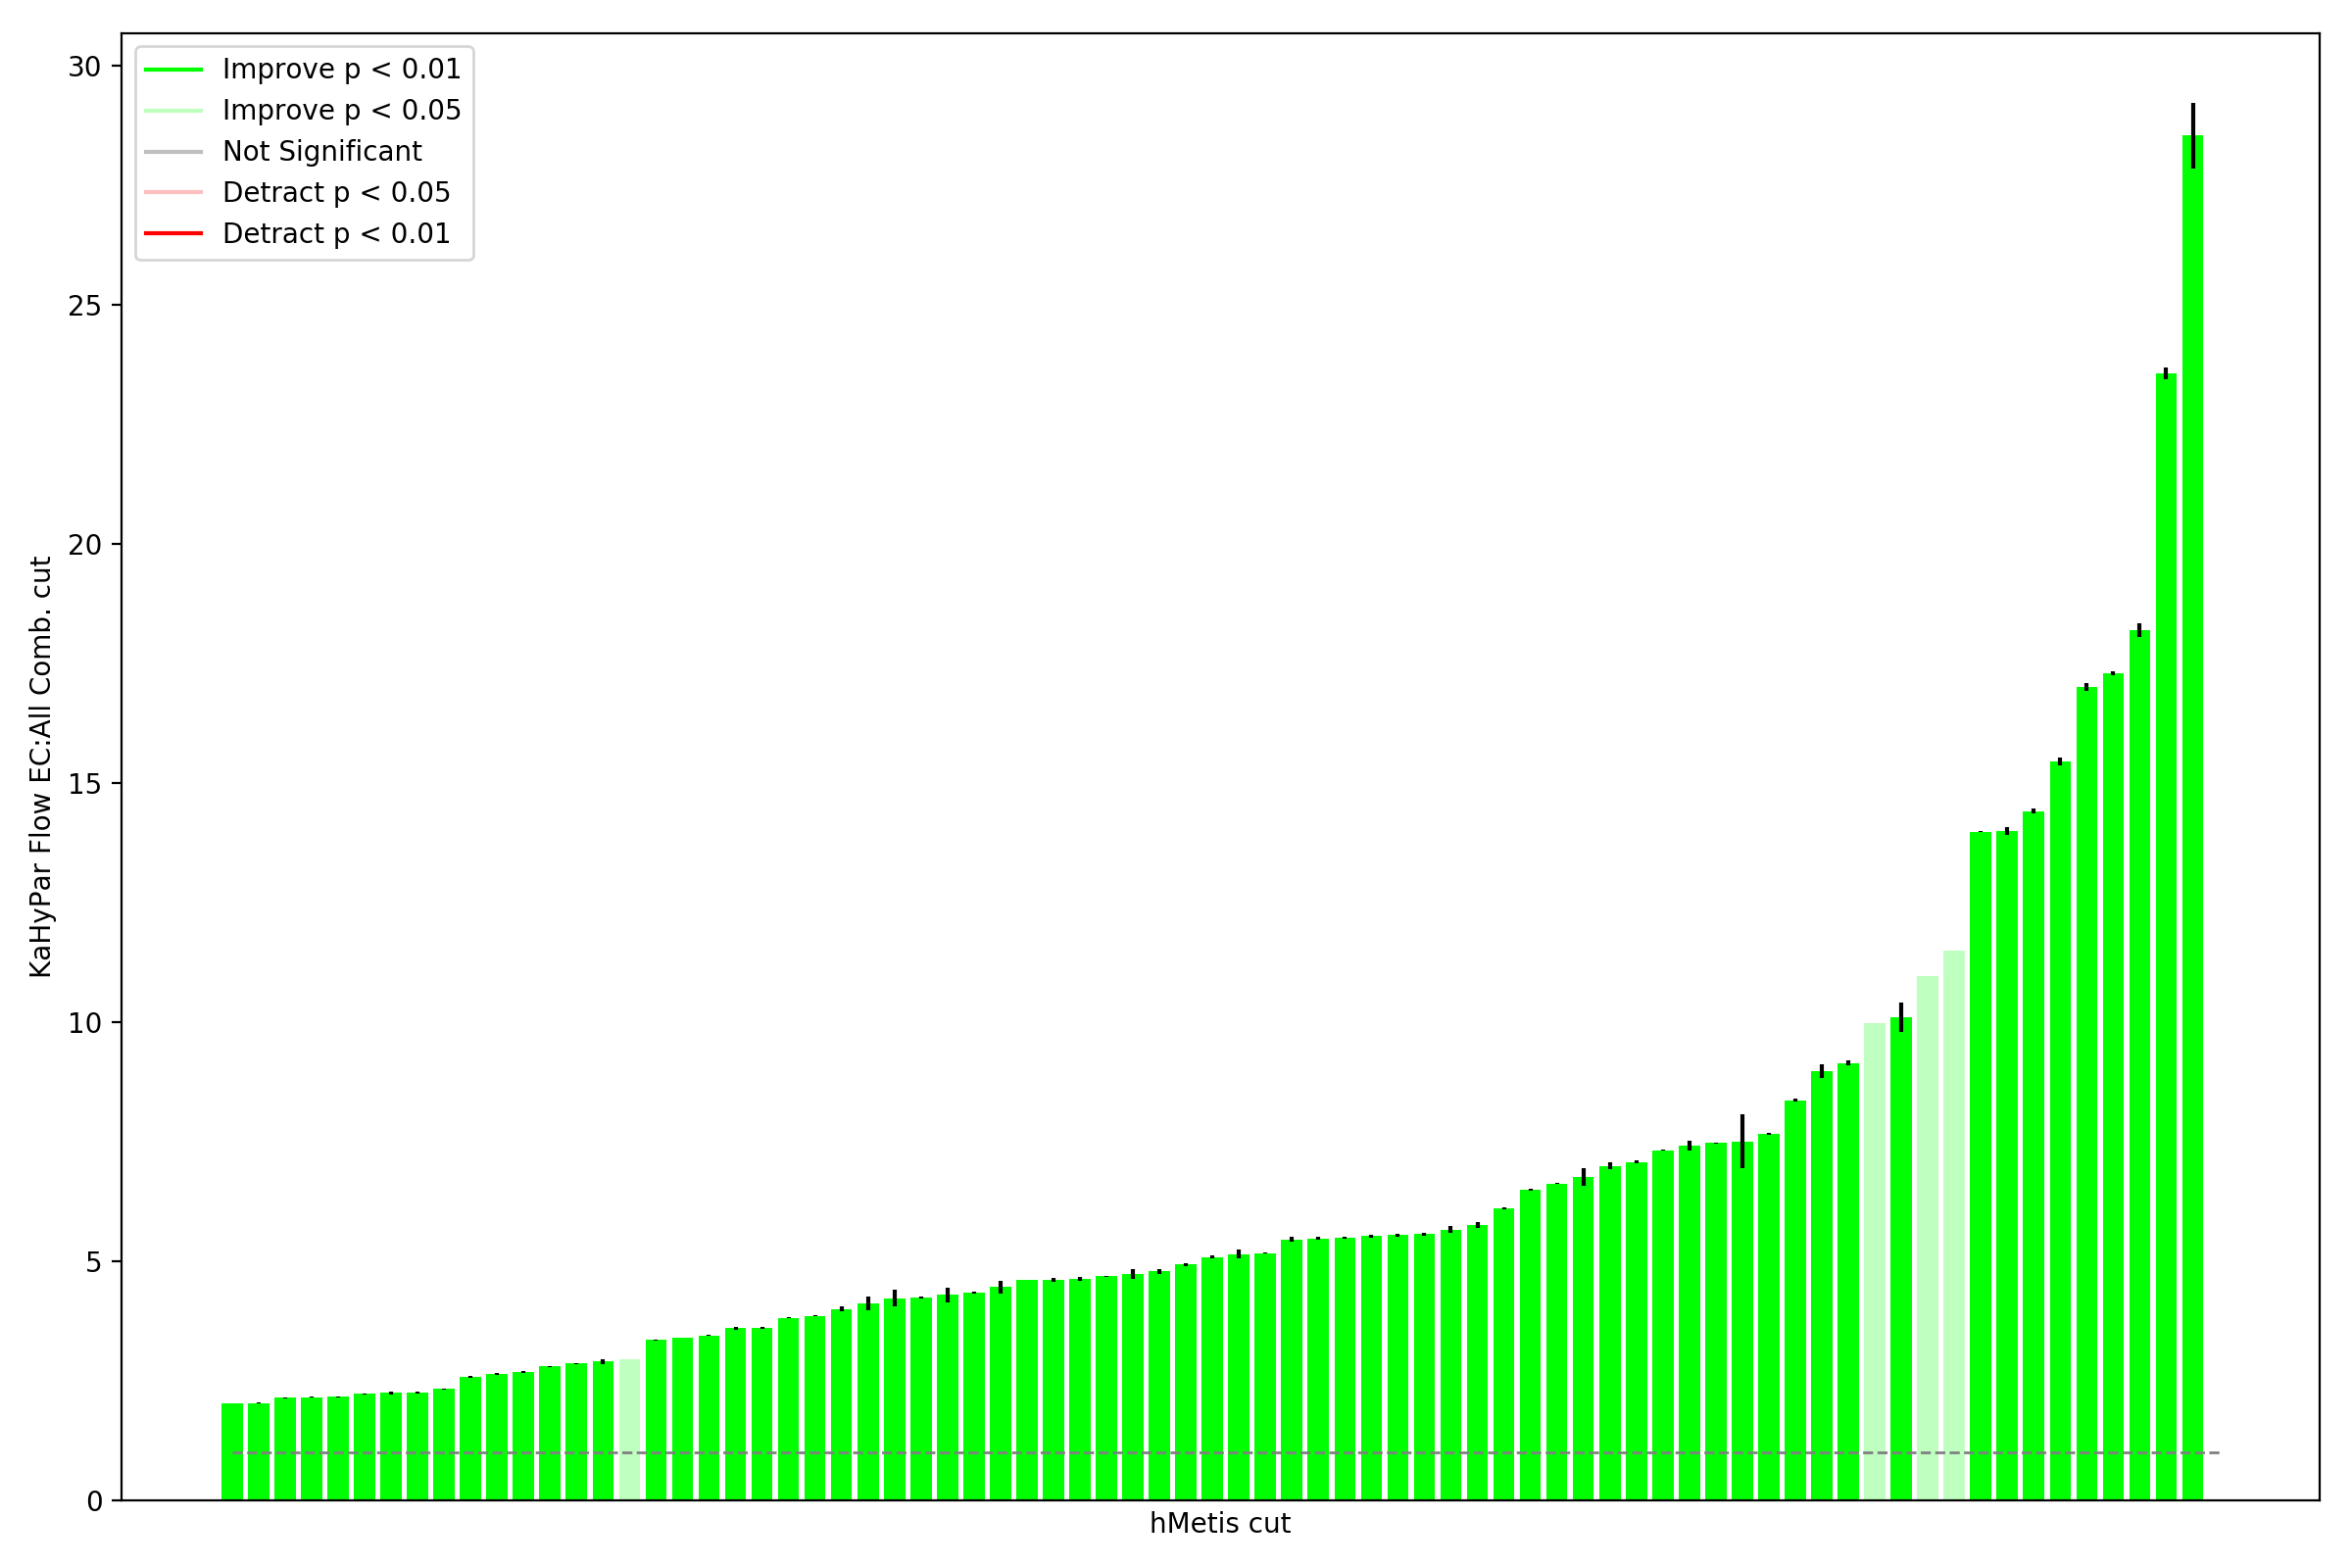 Improve p < 0.01
Improve p < 0.05
Not Significant
Detract p < 0.05
Detract p < 0.01
30
25
20
15
10
5
0
KaHyPar Flow EC:All Comb. cut
hMetis cut